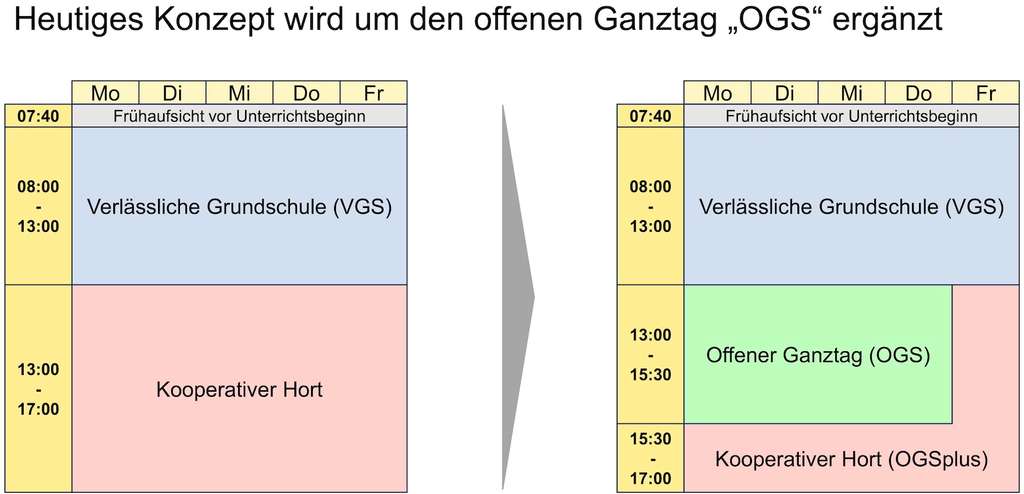 Heutiges Konzept wird um den offenen Ganztag „OGS“ ergänzt
Mo Di Mi Do Fr
07:40 Frühaufsicht vor Unterrichtsbeginn
08:00
-
13:00
Verlässliche Grundschule (VGS)
13:00
-
17:00
Kooperativer Hort
Mo Di Mi Do Fr
07:40 Frühaufsicht vor Unterrichtsbeginn
08:00
-
13:00
Verlässliche Grundschule (VGS)
13:00
-
15:30
Offener Ganztag (OGS)
15:30
-
17:00
Kooperativer Hort (OGSplus)